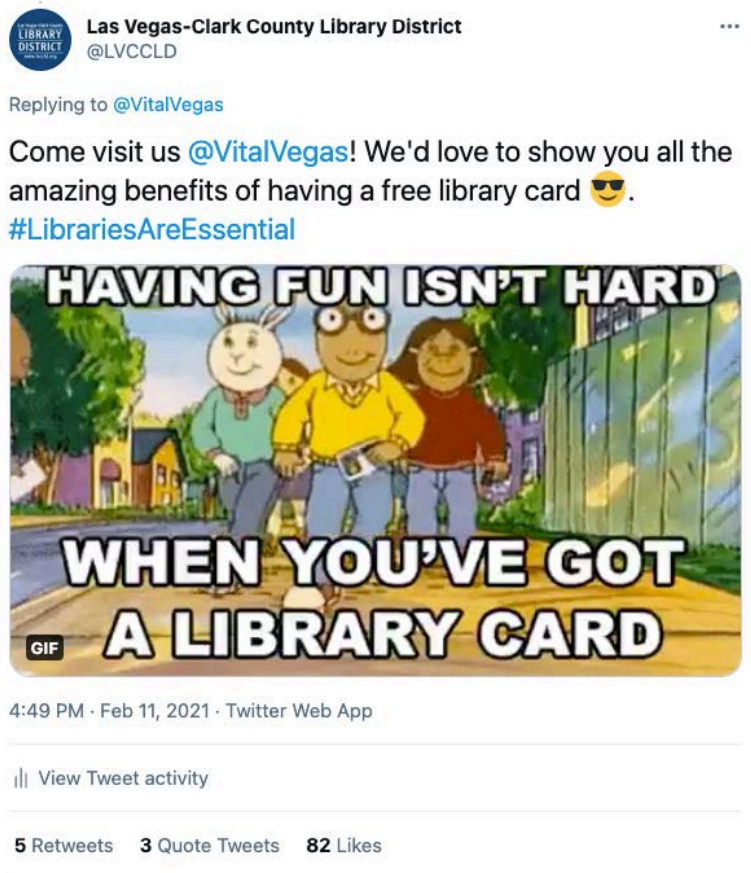 LIBRARY
DISTRICT
Las Vegas-Clark County Library District
@LVCCLD
Replying to @VitalVegas
Come visit us @VitalVegas! We'd love to show you all the
amazing benefits of having a free library card 😎.
#LibrariesAreEssential
HAVING FUN ISN'T HARD
WHEN YOU'VE GOT
A LIBRARY CARD
GIF
4:49 PM · Feb 11, 2021 · Twitter Web App
View Tweet activity
5 Retweets 3 Quote Tweets 82 Likes